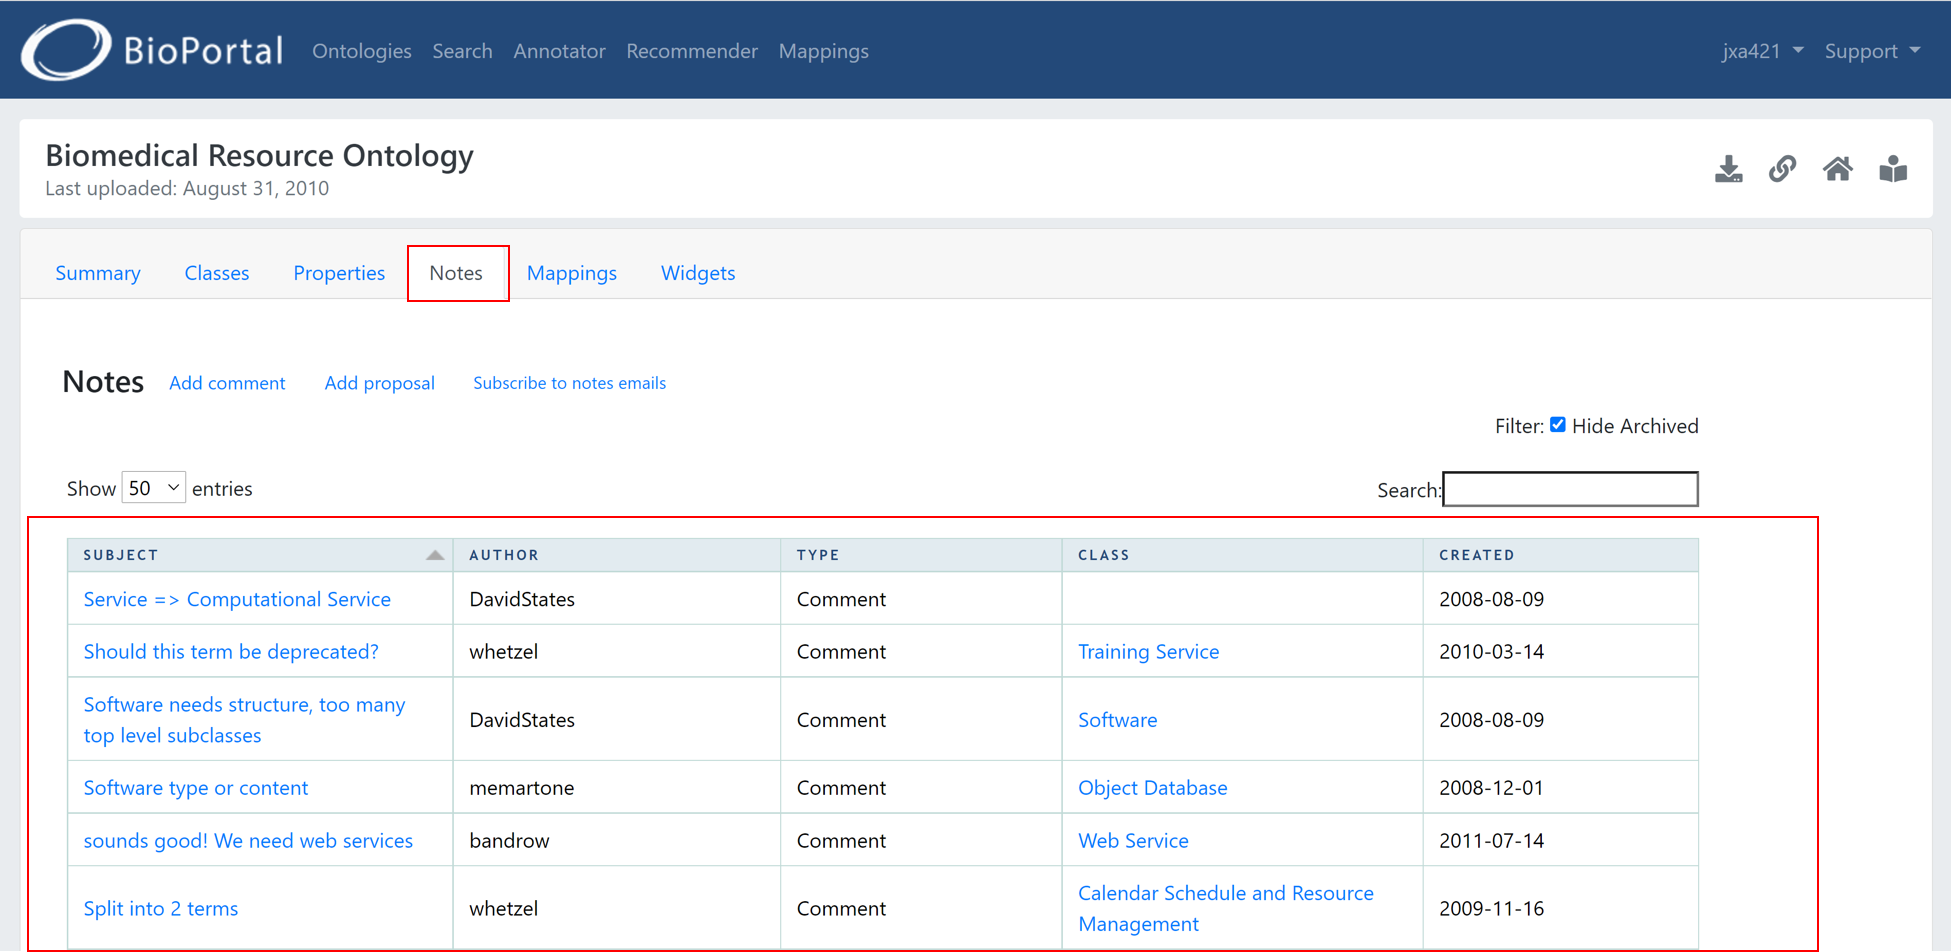 BioPortal Ontologies Search Annotator Recommender Mappings jxa421 Support
Biomedical Resource Ontology
Last uploaded: August 31, 2010
Summary Classes Properties Notes Mappings Widgets
Notes Add comment Add proposal Subscribe to notes emails
Filter: Hide Archived
Show 50 entries Search:
SUBJECT AUTHOR TYPE CLASS CREATED
Service => Computational Service DavidStates Comment 2008-08-09
Should this term be deprecated? whetzel Comment Training Service 2010-03-14
Software needs structure, too many
top level subclasses DavidStates Comment Software 2008-08-09
Software type or content memartone Comment Object Database 2008-12-01
sounds good! We need web services bandrow Comment Web Service 2011-07-14
Split into 2 terms whetzel Comment Calendar Schedule and Resource
Management 2009-11-16